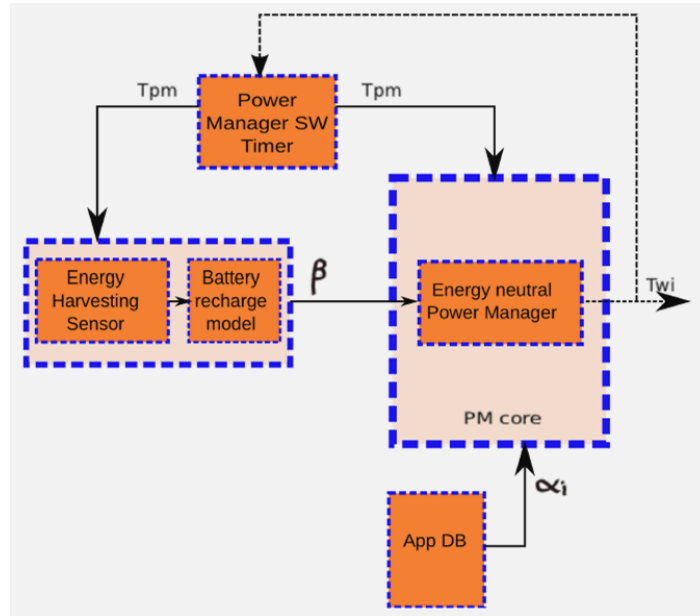 Tpm
Power
Manager SW
Timer
Tpm
Energy
Harvesting
Sensor
Battery
recharge
model
β
Energy neutral
Power Manager
Twi
PM core
αi
App DB